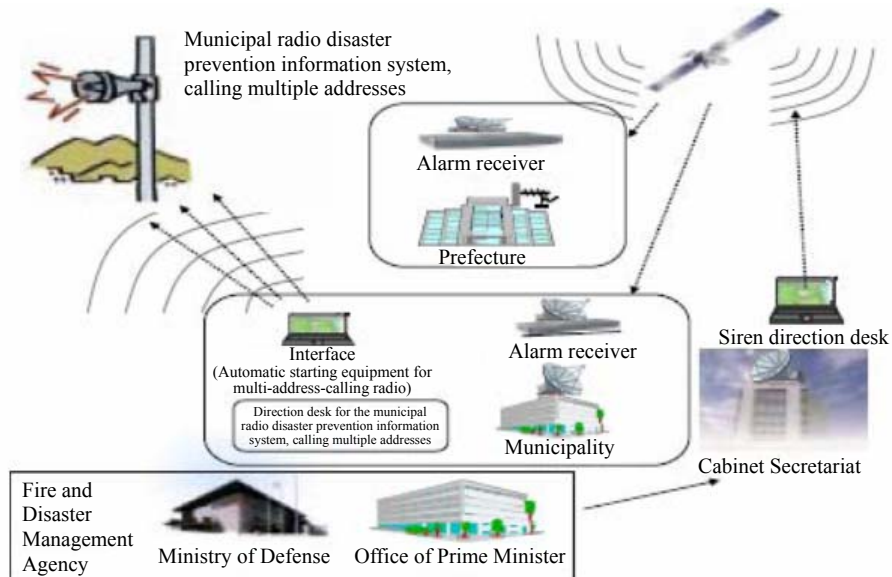 Municipal radio disaster
prevention information system,
calling multiple addresses
Alarm receiver
Prefecture
Interface
(Automatic starting equipment for
multi-address-calling radio)
Direction desk for the municipal
radio disaster prevention information
system, calling multiple addresses
Alarm receiver
Municipality
Siren direction desk
Cabinet Secretariat
Fire and
Disaster
Management
Agency
Ministry of Defense
Office of Prime Minister